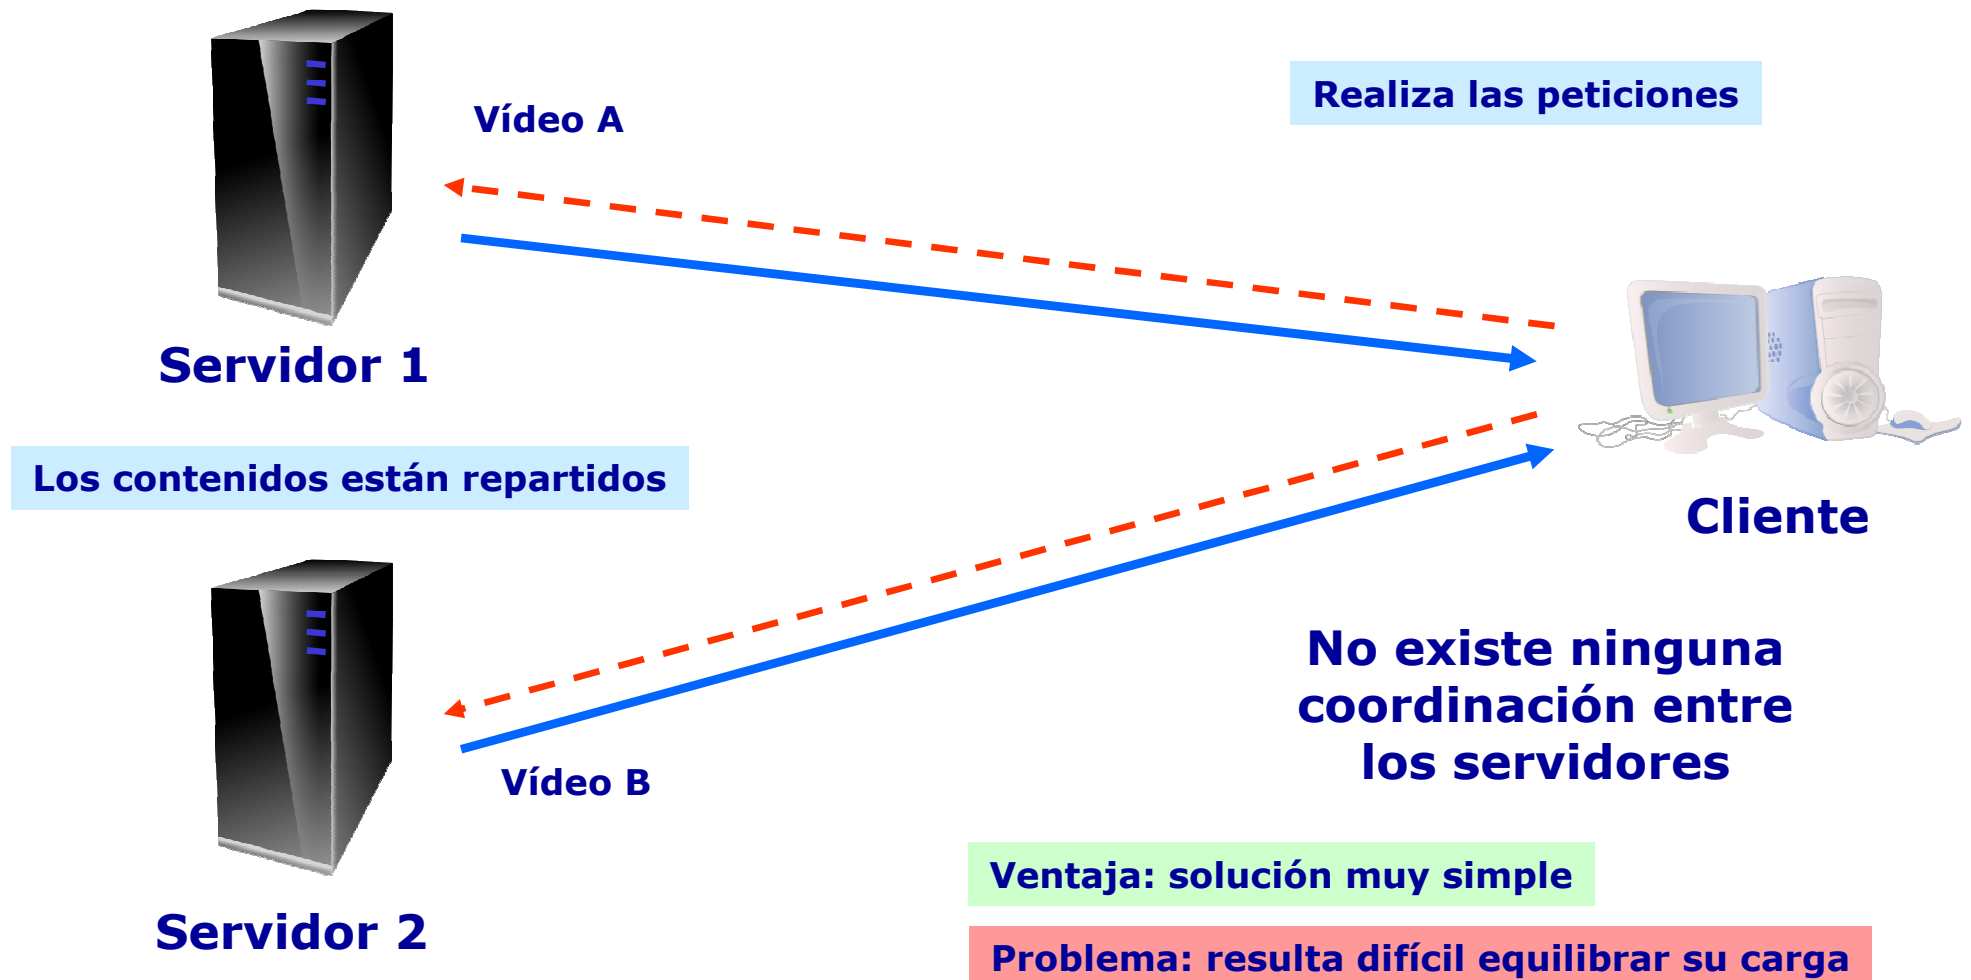 Vídeo A
Realiza las peticiones
Servidor 1
Los contenidos están repartidos
Cliente
No existe ninguna
coordinación entre
los servidores
Vídeo B
Ventaja: solución muy simple
Servidor 2
Problema: resulta difícil equilibrar su carga